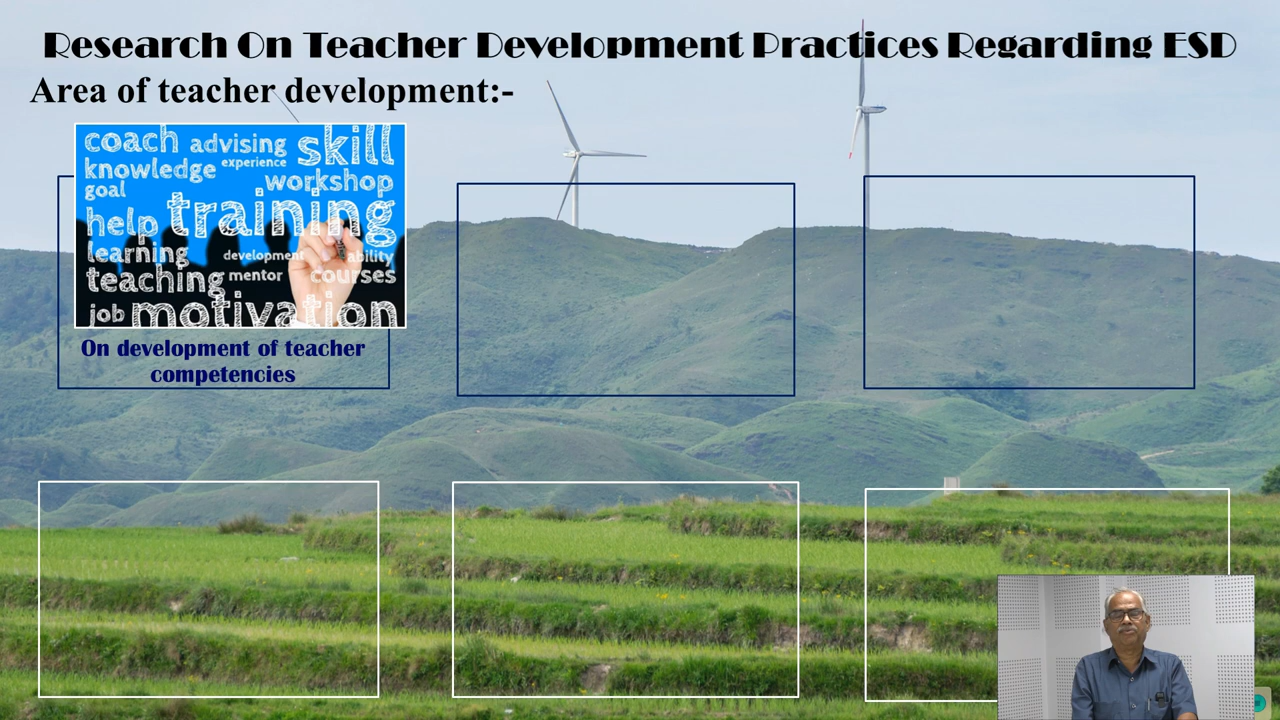 Research On Teacher Development Practices Regarding ESD
Area of teacher development:-
coach advising skill
knowledge experience
goal workshop
help training
learning development ability
teaching mentor courses
job motivation
On development of teacher
competencies